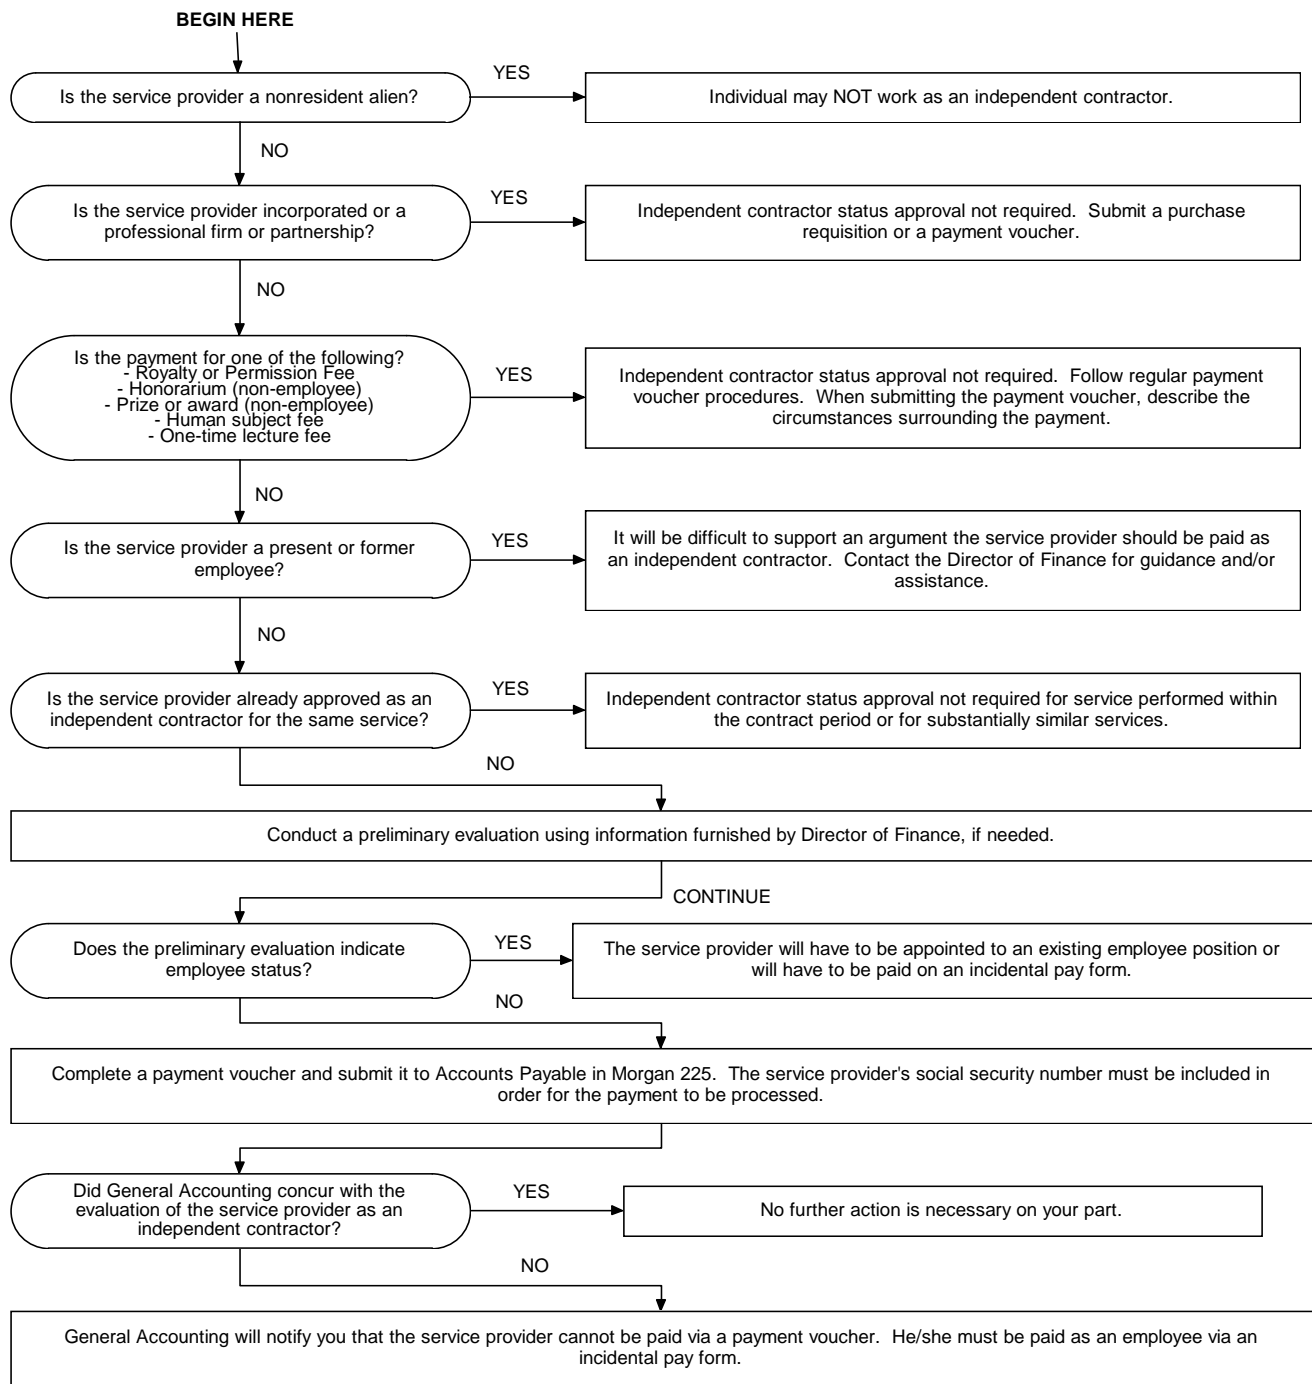 BEGIN HERE
Is the service provider a nonresident alien?
YES
Individual may NOT work as an independent contractor.
NO
Is the service provider incorporated or a
professional firm or partnership?
YES
Independent contractor status approval not required.  Submit a purchase
requisition or a payment voucher.
NO
Is the payment for one of the following?
- Royalty or Permission Fee
- Honorarium (non-employee)
- Prize or award (non-employee)
- Human subject fee
- One-time lecture fee
YES
Independent contractor status approval not required.  Follow regular payment
voucher procedures.  When submitting the payment voucher, describe the
circumstances surrounding the payment.
NO
Is the service provider a present or former
employee?
YES
It will be difficult to support an argument the service provider should be paid as
an independent contractor.  Contact the Director of Finance for guidance and/or
assistance.
NO
Is the service provider already approved as an
independent contractor for the same service?
YES
Independent contractor status approval not required for service performed within
the contract period or for substantially similar services.
NO
Conduct a preliminary evaluation using information furnished by Director of Finance, if needed.
CONTINUE
Does the preliminary evaluation indicate
employee status?
YES
The service provider will have to be appointed to an existing employee position or
will have to be paid on an incidental pay form.
NO
Complete a payment voucher and submit it to Accounts Payable in Morgan 225.  The service provider's social security number must be included in
order for the payment to be processed.
Did General Accounting concur with the
evaluation of the service provider as an
independent contractor?
YES
No further action is necessary on your part.
NO
General Accounting will notify you that the service provider cannot be paid via a payment voucher.  He/she must be paid as an employee via an
incidental pay form.